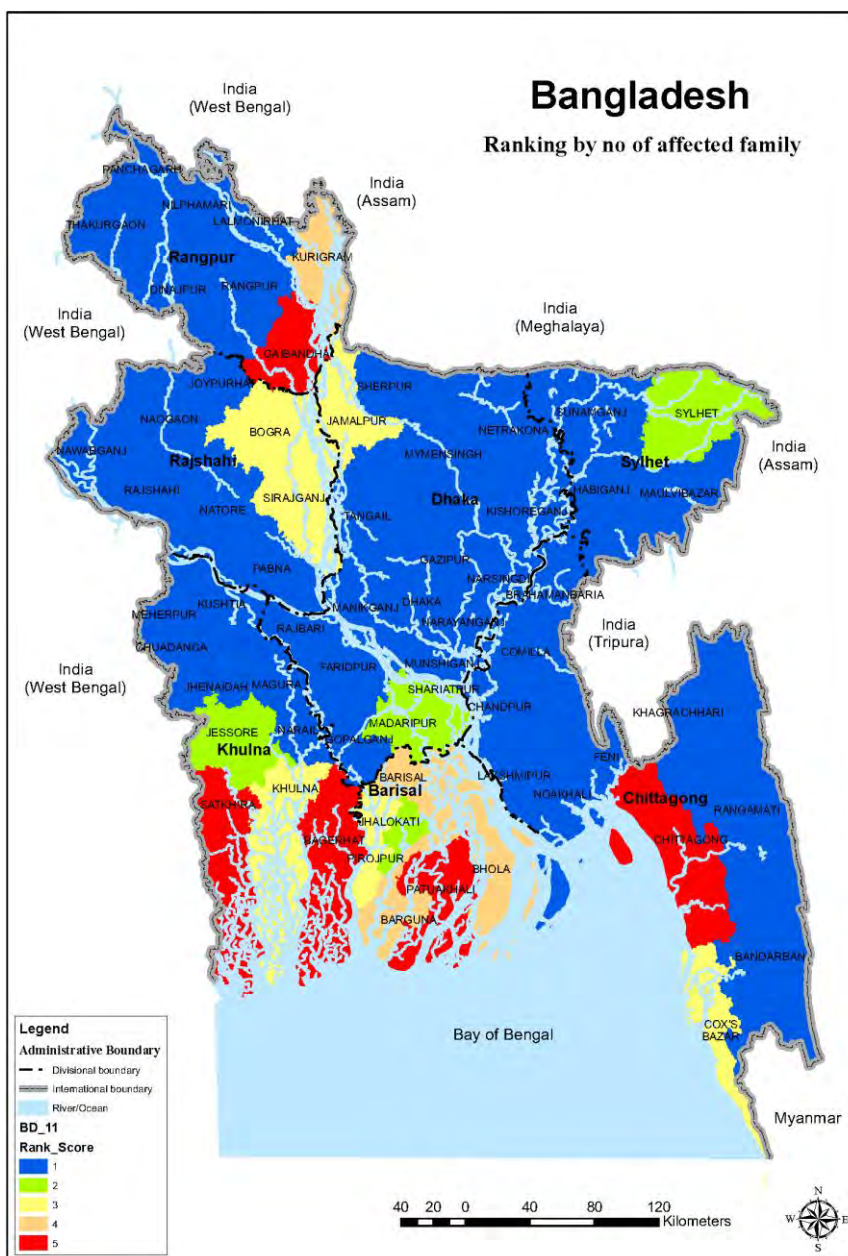 Bangladesh
Ranking by no of affected family
India
(West Bengal)
India
(Assam)
PANCHAGARH
NILPHAMARI
LALMONIRHAT
THAKURGAON
KURIGRAM
Rangpur
DINAJPUR
RANGPUR
India
(West Bengal)
India
(Meghalaya)
GAIBANDHA
JOYPURHAT
SHERPUR
NAOGAON
BOGRA
JAMALPUR
NETRAKONA
SUNAMGANJ
SYLHET
NAWABGANJ
Rajshahi
MYMENSINGH
Sylhet
India
(Assam)
RAJSHAHI
SIRAJGANJ
Dhaka
HABIGANJ
MAULVIBAZAR
NATORE
TANGAIL
KISHOREGANJ
PABNA
GAZIPUR
NARSINGDI
BRAHAMANBARIA
MEHERPUR
KUSHTIA
MANIKGANJ
DHAKA
NARAYANGANJ
RAJBARI
CHUADANGA
India
(Tripura)
India
(West Bengal)
FARIDPUR
MUNSHIGANJ
COMILLA
JHENAIDAH
MAGURA
SHARIATPUR
CHANDPUR
KHAGRACHHARI
JESSORE
NARAIL
MADARIPUR
Khulna
GOPALGANJ
FENI
KHULNA
BARISAL
LAKSHMIPUR
Barisal
NOAKHALI
Chittagong
SATKHIRA
RANGAMATI
JHALOKATI
BAGERHAT
CHITTAGONG
PIROJPUR
BHOLA
PATUAKHALI
BARGUNA
BANDARBAN
COX'S
BAZAR
Bay of Bengal
Myanmar
Legend
Administrative Boundary
Divisional boundary
International boundary
River/Ocean
BD_11
Rank_Score
1
2
3
4
5
40 20 0 40 80 120
Kilometers
N
W E
S